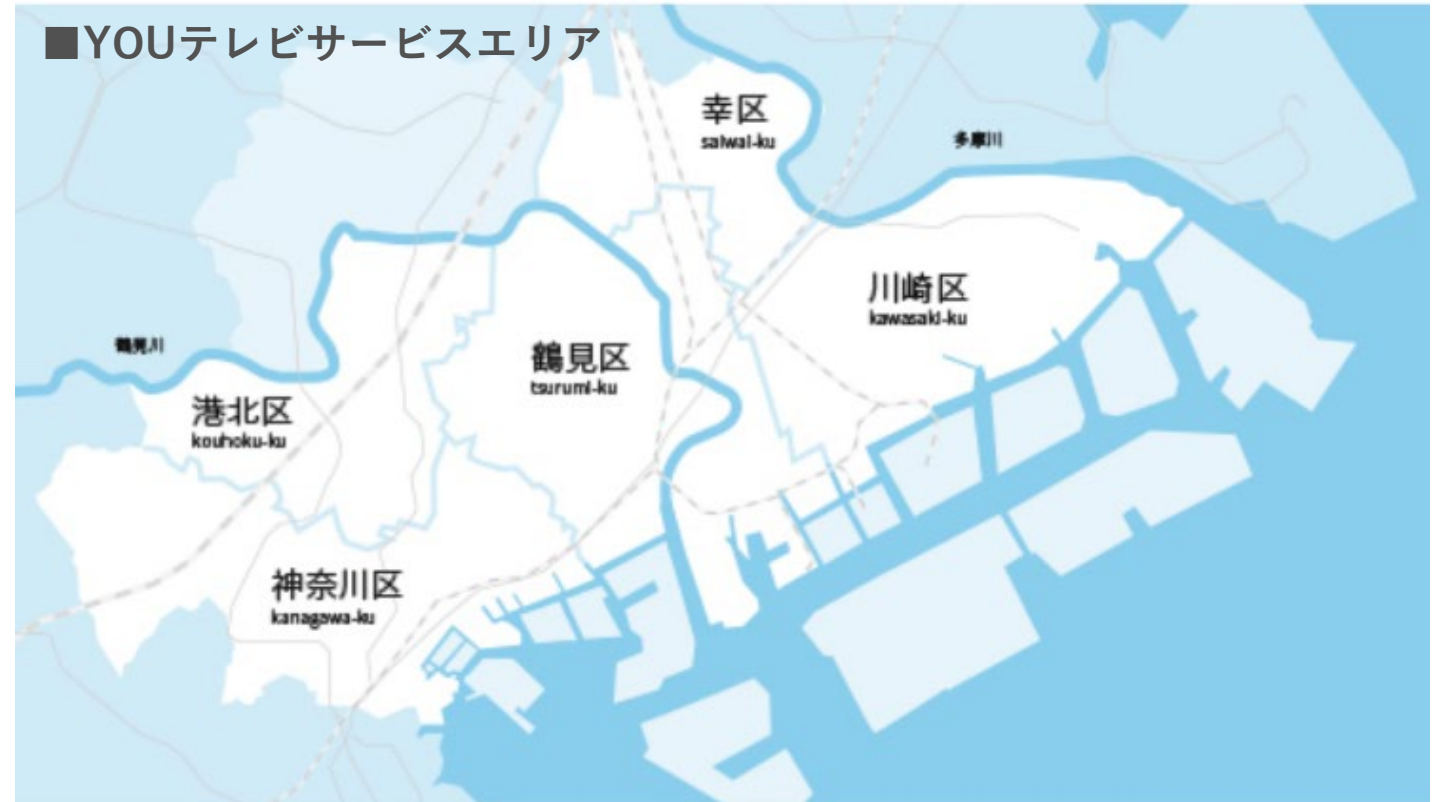 ■YOUテレビサービスエリア
幸区
saiwai-ku
多摩川
川崎区
kawasaki-ku
鶴見川
鶴見区
tsurumi-ku
港北区
kouhoku-ku
神奈川区
kanagawa-ku